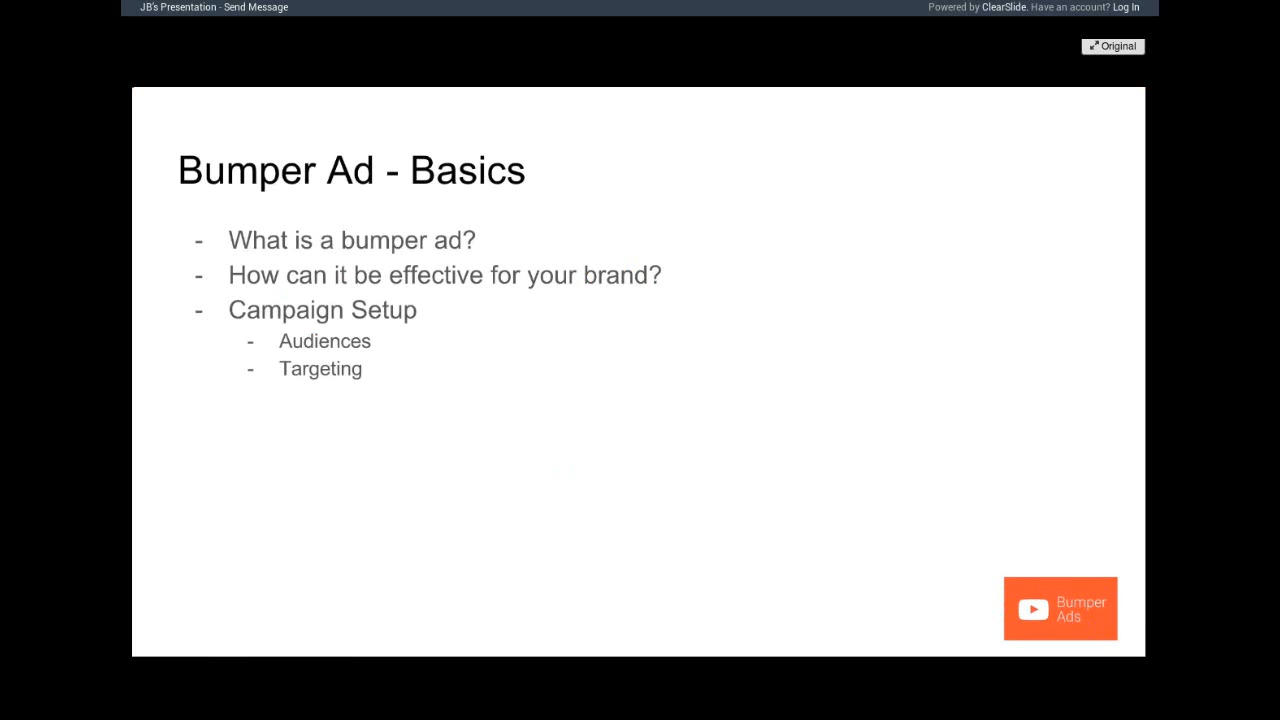 JB's Presentation - Send Message
Powered by ClearSlide. Have an account? Log In
Original
Bumper Ad - Basics
- What is a bumper ad?
- How can it be effective for your brand?
- Campaign Setup
- Audiences
- Targeting
Bumper
Ads